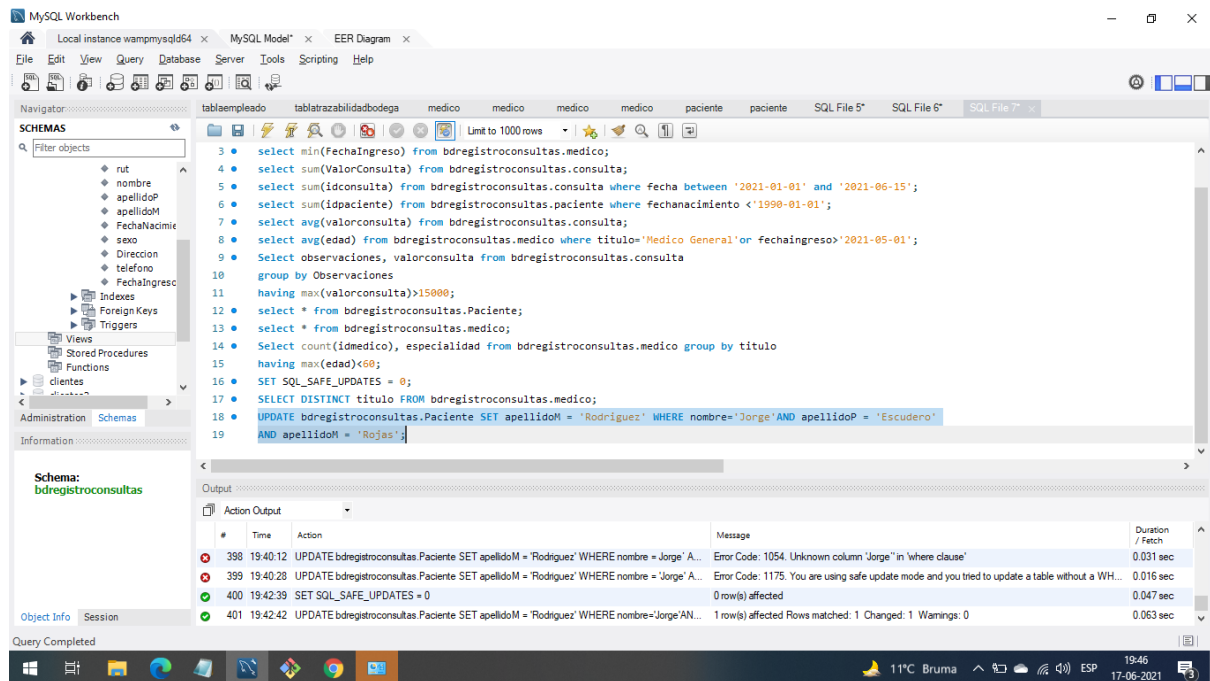 MySQL Workbench
Local instance wampmysqld64 × MySQL Model* × EER Diagram ×
File Edit View Query Database Server Tools Scripting Help
Navigator
SCHEMAS
Filter objects
rut
nombre
apellidoP
apellidoM
FechaNacimie
sexo
Direccion
telefono
FechaIngresc
Indexes
Foreign Keys
Triggers
Views
Stored Procedures
Functions
clientes
Administration Schemas
Information
Schema:
bdregistroconsultas
Object Info Session
tablaempleado tablatrazabilidadbodega medico medico medico medico paciente paciente SQL File 5* SQL File 6* SQL File 7* ×
Limit to 1000 rows
3 select min(FechaIngreso) from bdregistroconsultas.medico;
4 select sum(ValorConsulta) from bdregistroconsultas.consulta;
5 select sum(idconsulta) from bdregistroconsultas.consulta where fecha between '2021-01-01' and '2021-06-15';
6 select sum(idpaciente) from bdregistroconsultas.paciente where fechanacimiento <'1990-01-01';
7 select avg(valorconsulta) from bdregistroconsultas.consulta;
8 select avg(edad) from bdregistroconsultas.medico where titulo='Medico General'or fechaingreso>'2021-05-01';
9 Select observaciones, valorconsulta from bdregistroconsultas.consulta
10 group by Observaciones
11 having max(valorconsulta)>15000;
12 select * from bdregistroconsultas.Paciente;
13 select * from bdregistroconsultas.medico;
14 Select count(idmedico), especialidad from bdregistroconsultas.medico group by titulo
15 having max(edad)<60;
16 SET SQL_SAFE_UPDATES = 0;
17 SELECT DISTINCT titulo FROM bdregistroconsultas.medico;
18 UPDATE bdregistroconsultas.Paciente SET apellidoM = 'Rodriguez' WHERE nombre='Jorge'AND apellidoP = 'Escudero'
19 AND apellidoM = 'Rojas';
Output
Action Output
# Time Action Message Duration / Fetch
398 19:40:12 UPDATE bdregistroconsultas.Paciente SET apellidoM = 'Rodriguez' WHERE nombre = Jorge' A... Error Code: 1054. Unknown column 'Jorge'' in 'where clause' 0.031 sec
399 19:40:28 UPDATE bdregistroconsultas.Paciente SET apellidoM = 'Rodriguez' WHERE nombre = 'Jorge' A... Error Code: 1175. You are using safe update mode and you tried to update a table without a WH... 0.016 sec
400 19:42:39 SET SQL_SAFE_UPDATES = 0 0 row(s) affected 0.047 sec
401 19:42:42 UPDATE bdregistroconsultas.Paciente SET apellidoM = 'Rodriguez' WHERE nombre='Jorge'AN... 1 row(s) affected Rows matched: 1 Changed: 1 Warnings: 0 0.063 sec
Query Completed
11°C Bruma ESP 19:46
17-06-2021
3